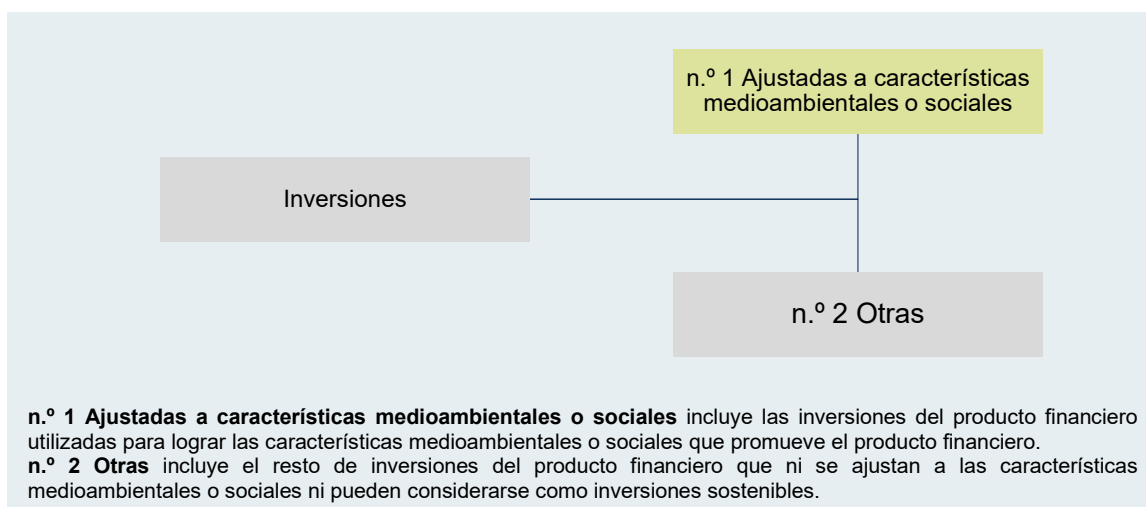 n.º 1 Ajustadas a características
medioambientales o sociales
Inversiones
n.º 2 Otras
n.º 1 Ajustadas a características medioambientales o sociales incluye las inversiones del producto financiero
utilizadas para lograr las características medioambientales o sociales que promueve el producto financiero.
n.º 2 Otras incluye el resto de inversiones del producto financiero que ni se ajustan a las características
medioambientales o sociales ni pueden considerarse como inversiones sostenibles.